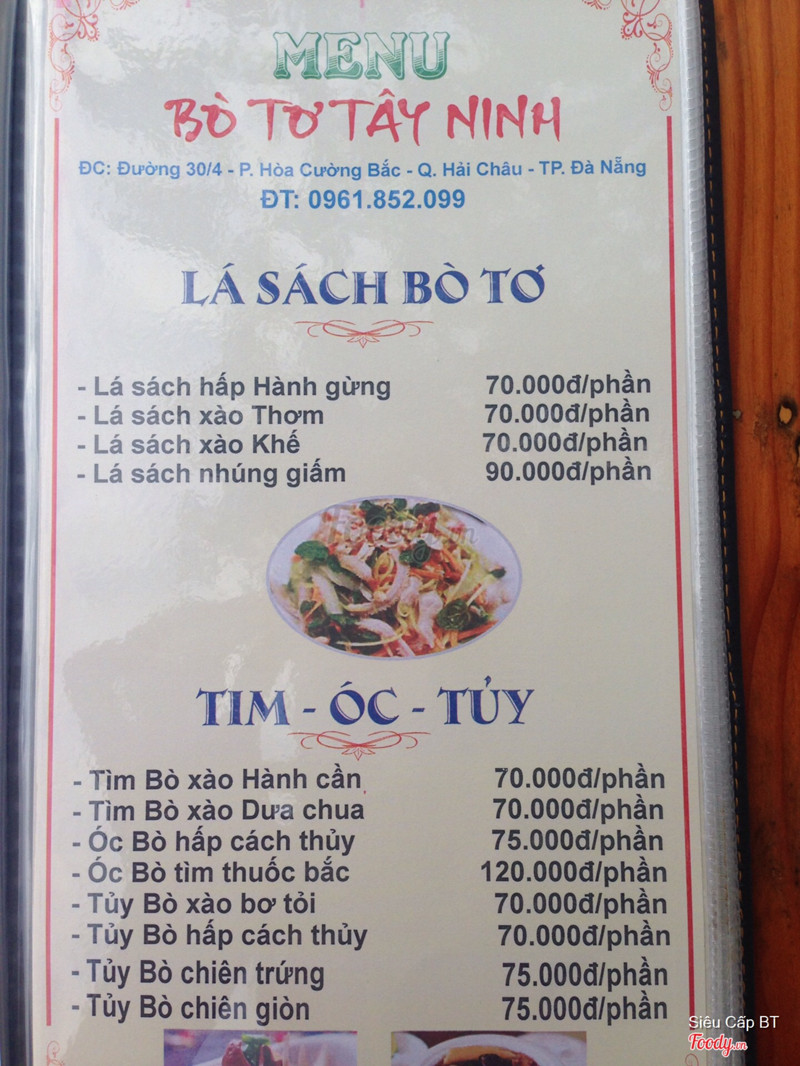 MENU
BÒ TƠ TÂY NINH
ĐC: Đường 30/4 - P. Hòa Cường Bắc - Q. Hải Châu - TP. Đà Nẵng
ĐT: 0961.852.099
LÁ SÁCH BÒ TƠ
- Lá sách hấp Hành gừng 70.000đ/phần
- Lá sách xào Thơm 70.000đ/phần
- Lá sách xào Khế 70.000đ/phần
- Lá sách nhúng giấm 90.000đ/phần
TIM - ÓC - TỦY
- Tìm Bò xào Hành cần 70.000đ/phần
- Tìm Bò xào Dưa chua 70.000đ/phần
- Óc Bò hấp cách thủy 75.000đ/phần
- Óc Bò tìm thuốc bắc 120.000đ/phần
- Tủy Bò xào bơ tỏi 70.000đ/phần
- Tủy Bò hấp cách thủy 70.000đ/phần
- Tủy Bò chiên trứng 75.000đ/phần
- Tủy Bò chiên giòn 75.000đ/phần
Siêu Cấp BT
Foody.vn